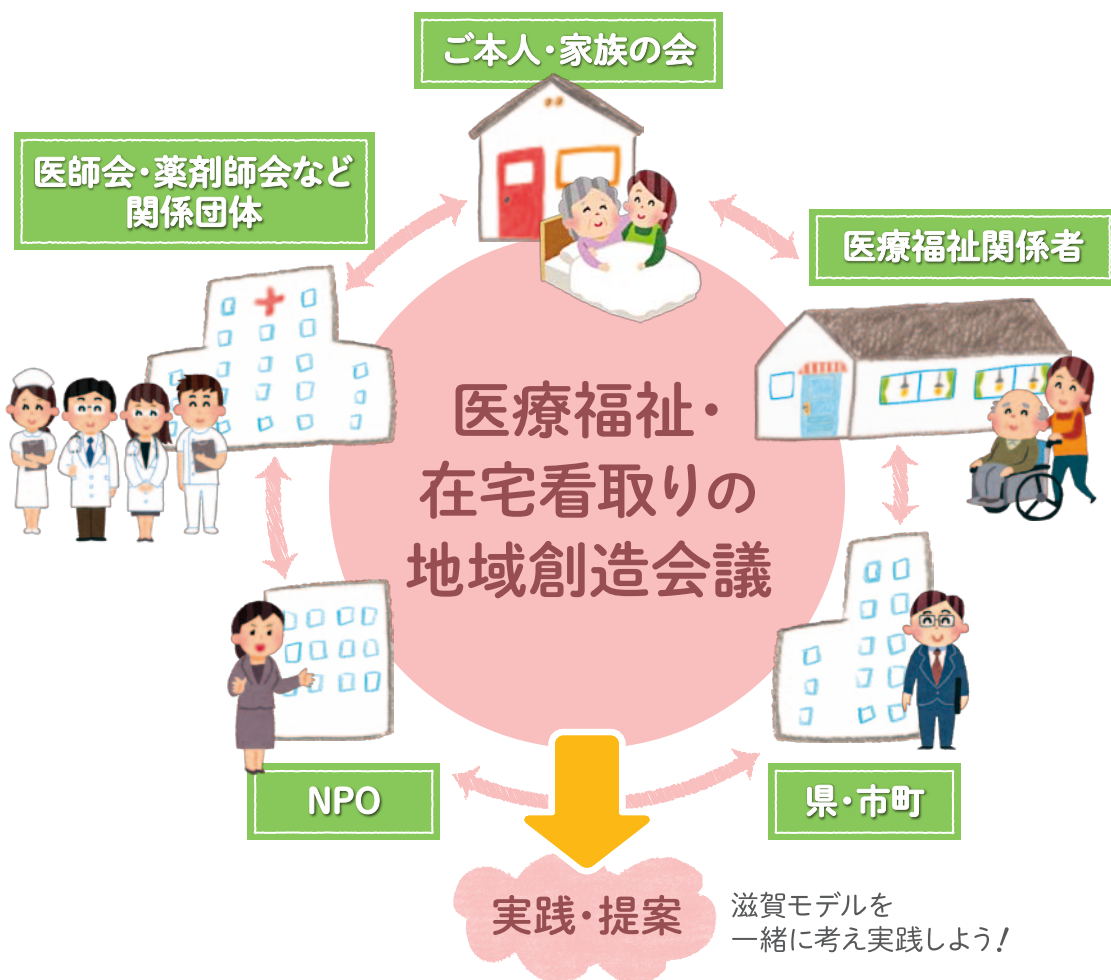 ご本人・家族の会
医師会・薬剤師会など
関係団体
医療福祉関係者
医療福祉・
在宅看取りの
地域創造会議
NPO
県・市町
実践・提案
滋賀モデルを
一緒に考え実践しよう！